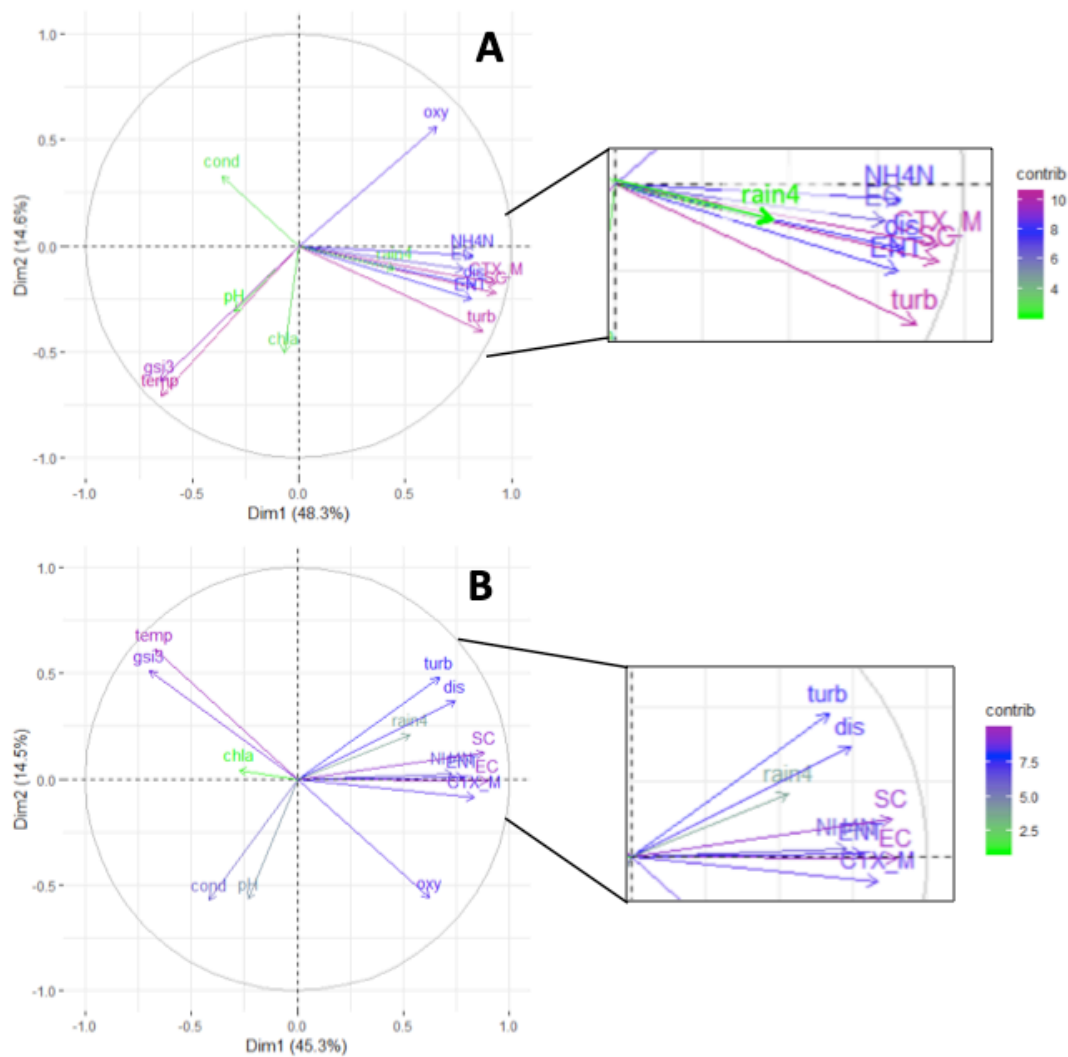 A
1.0
0.5
0.0
-0.5
-1.0
Dim2 (14.6%)
oxy
cond
NH4N
EC
rain4
CTX_M
dis
SC
ENT
turb
pH
chla
gsi3
temp
-1.0 -0.5 0.0 0.5 1.0
Dim1 (48.3%)
NH4N
EC
rain4
CTX_M
dis
SC
ENT
turb
contrib
10
8
6
4
B
1.0
0.5
0.0
-0.5
-1.0
Dim2 (14.5%)
temp
gsi3
turb
dis
rain4
SC
chla
NH4N
ENT
EC
CTX_M
cond
pH
oxy
-1.0 -0.5 0.0 0.5 1.0
Dim1 (45.3%)
turb
dis
rain4
SC
NH4N
ENT
EC
CTX_M
contrib
7.5
5.0
2.5